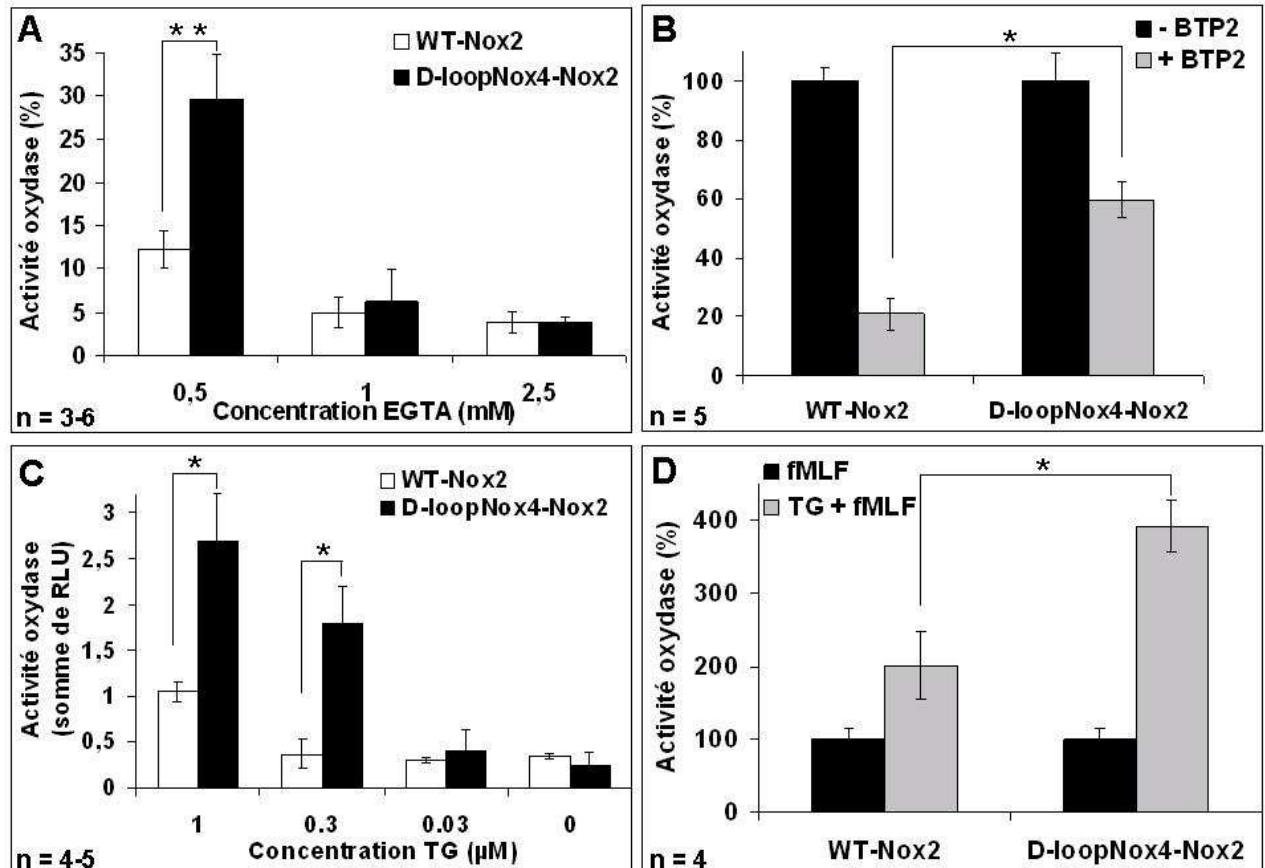 A
* *
WT-Nox2
D-loopNox4-Nox2
Activité oxydase (%)
35
30
25
20
15
10
5
0
0,5
1
2,5
Concentration EGTA (mM)
n = 3-6
B
*
- BTP2
+ BTP2
Activité oxydase (%)
100
80
60
40
20
0
WT-Nox2
D-loopNox4-Nox2
n = 5
C
*
*
WT-Nox2
D-loopNox4-Nox2
Activité oxydase
(somme de RLU)
3
2,5
2
1,5
1
0,5
0
1
0.3
0.03
0
Concentration TG (µM)
n = 4-5
D
fMLF
TG + fMLF
*
Activité oxydase (%)
400
300
200
100
0
WT-Nox2
D-loopNox4-Nox2
n = 4